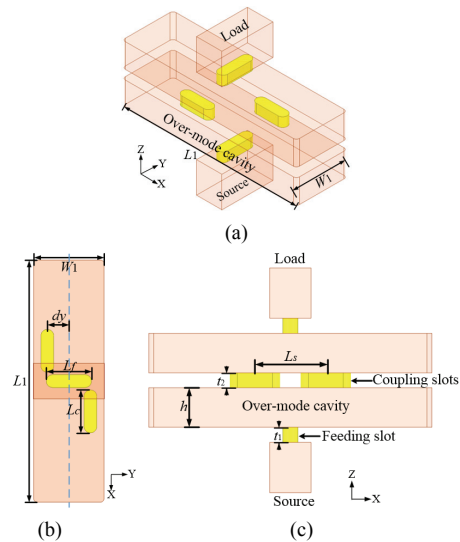 Load
Over-mode cavity
L1
W1
Source
Z
Y
X
(a)
W1
dy
Lf
L1
Lc
Y
X
(b)
Load
Ls
t2
Coupling slots
h
Over-mode cavity
t1
Feeding slot
Source
Z
X
(c)